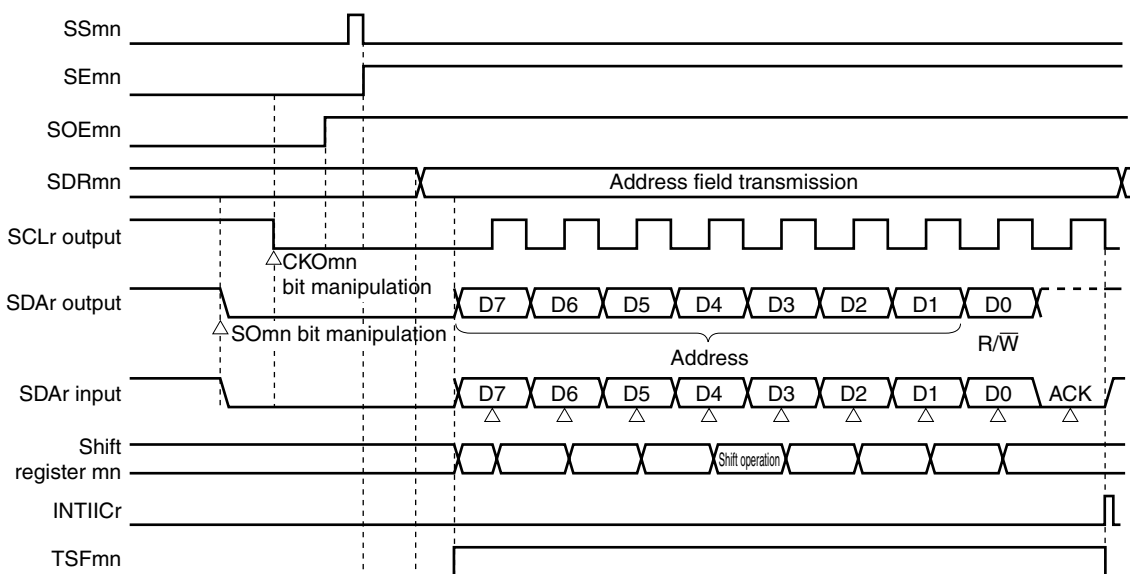 SSmn
SEmn
SOEmn
SDRmn
Address field transmission
SCLr output
CKOmn
bit manipulation
SDAr output
D7 D6 D5 D4 D3 D2 D1 D0
SOmn bit manipulation
Address
R/W̅
SDAr input
D7 D6 D5 D4 D3 D2 D1 D0 ACK
Shift
register mn
Shift operation
INTIICr
TSFmn